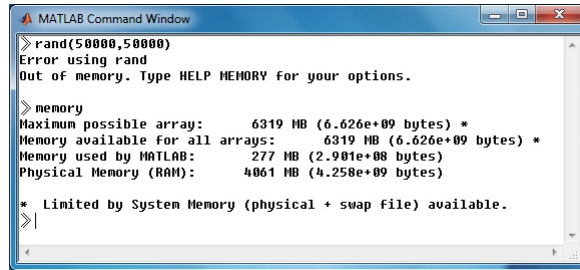 MATLAB Command Window
>> rand(50000,50000)
Error using rand
Out of memory. Type HELP MEMORY for your options.
>> memory
Maximum possible array: 6319 MB (6.626e+09 bytes) *
Memory available for all arrays: 6319 MB (6.626e+09 bytes) *
Memory used by MATLAB: 277 MB (2.901e+08 bytes)
Physical Memory (RAM): 4061 MB (4.258e+09 bytes)
* Limited by System Memory (physical + swap file) available.
>>